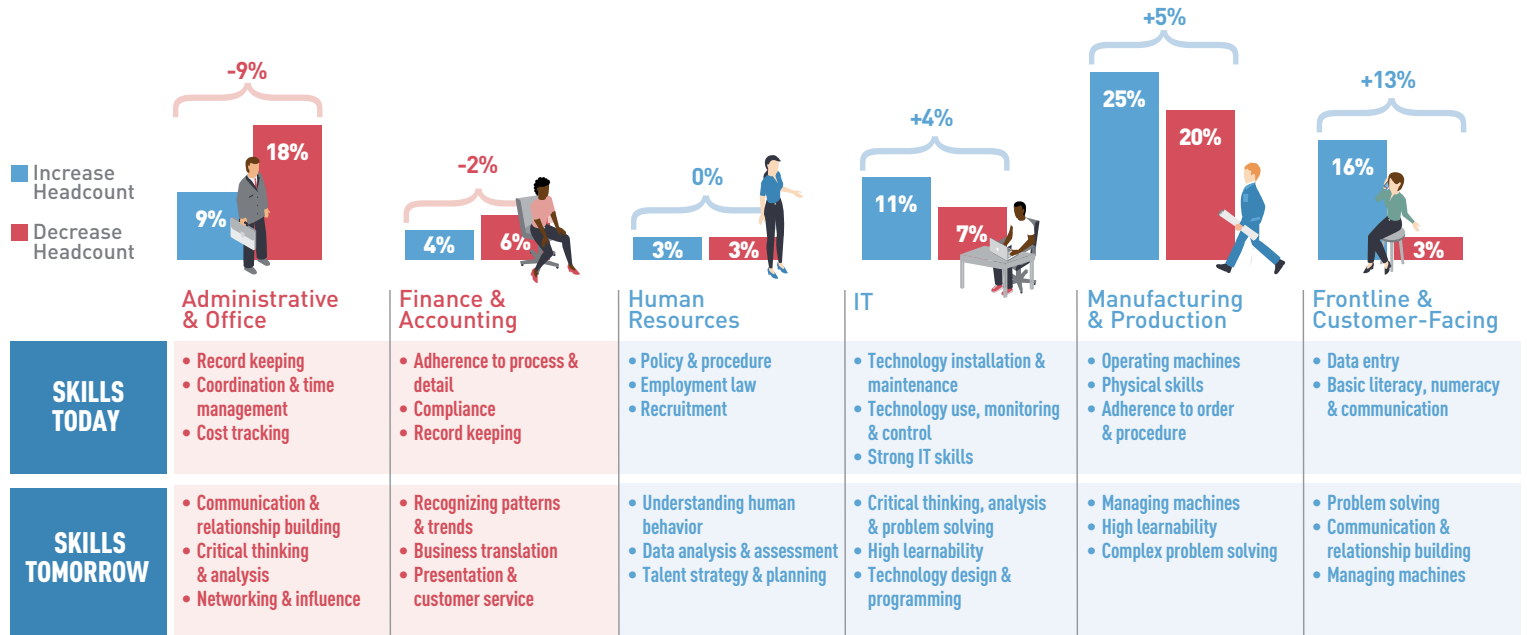 +5%
-9%
+13%
+4%
-2%
0%
Increase
Headcount
Decrease
Headcount
9%
18%
4%
6%
3%
3%
11%
7%
25%
20%
16%
3%
Administrative
& Office
Finance &
Accounting
Human
Resources
IT
Manufacturing
& Production
Frontline &
Customer-Facing
SKILLS
TODAY
• Record keeping
• Coordination & time
management
• Cost tracking
• Adherence to process &
detail
• Compliance
• Record keeping
• Policy & procedure
• Employment law
• Recruitment
• Technology installation &
maintenance
• Technology use, monitoring
& control
• Strong IT skills
• Operating machines
• Physical skills
• Adherence to order
& procedure
• Data entry
• Basic literacy, numeracy
& communication
SKILLS
TOMORROW
• Communication &
relationship building
• Critical thinking
& analysis
• Networking & influence
• Recognizing patterns
& trends
• Business translation
• Presentation &
customer service
• Understanding human
behavior
• Data analysis & assessment
• Talent strategy & planning
• Critical thinking, analysis
& problem solving
• High learnability
• Technology design &
programming
• Managing machines
• High learnability
• Complex problem solving
• Problem solving
• Communication &
relationship building
• Managing machines